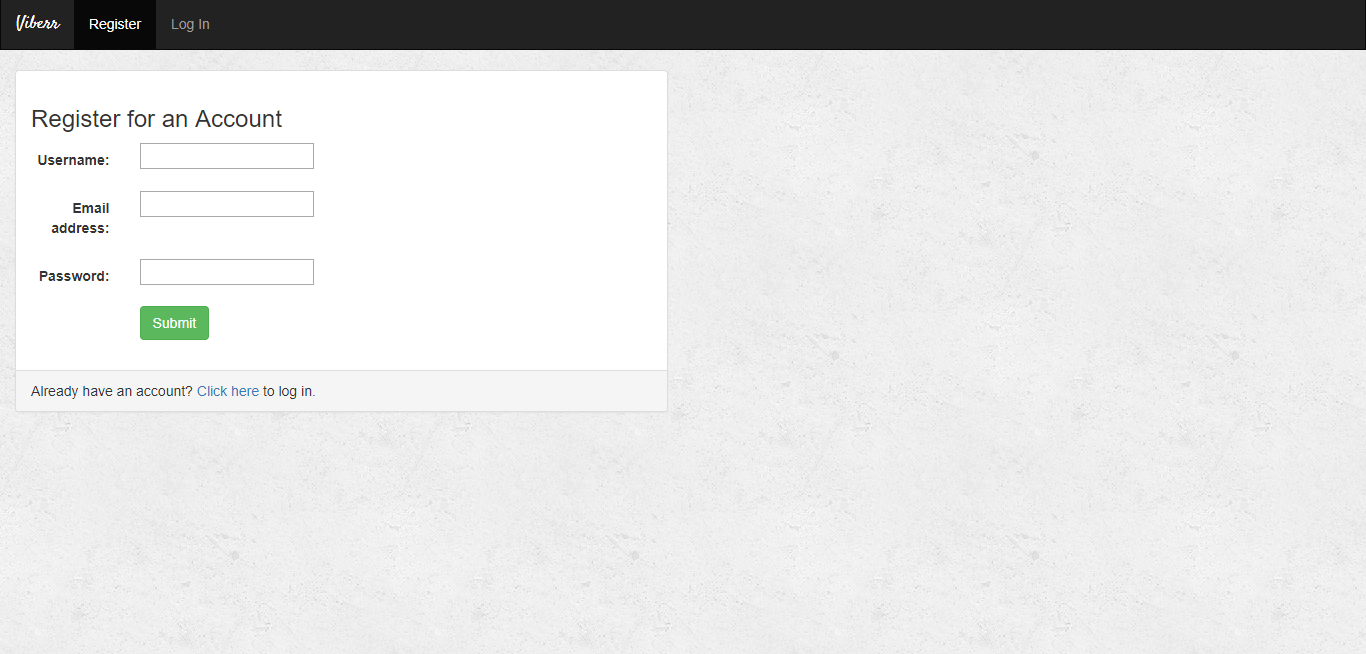 Viberr Register Log In
Register for an Account
Username:
Email
address:
Password:
Submit
Already have an account? Click here to log in.